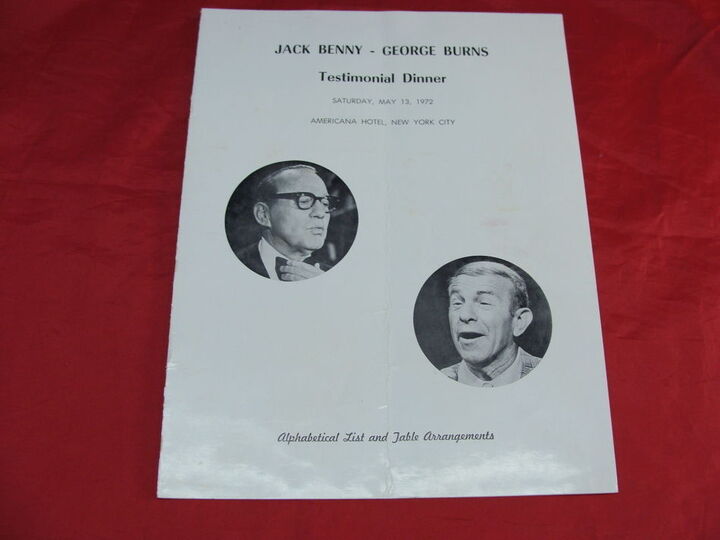 JACK BENNY - GEORGE BURNS
Testimonial Dinner
SATURDAY, MAY 13, 1972
AMERICANA HOTEL, NEW YORK CITY
Alphabetical List and Table Arrangements